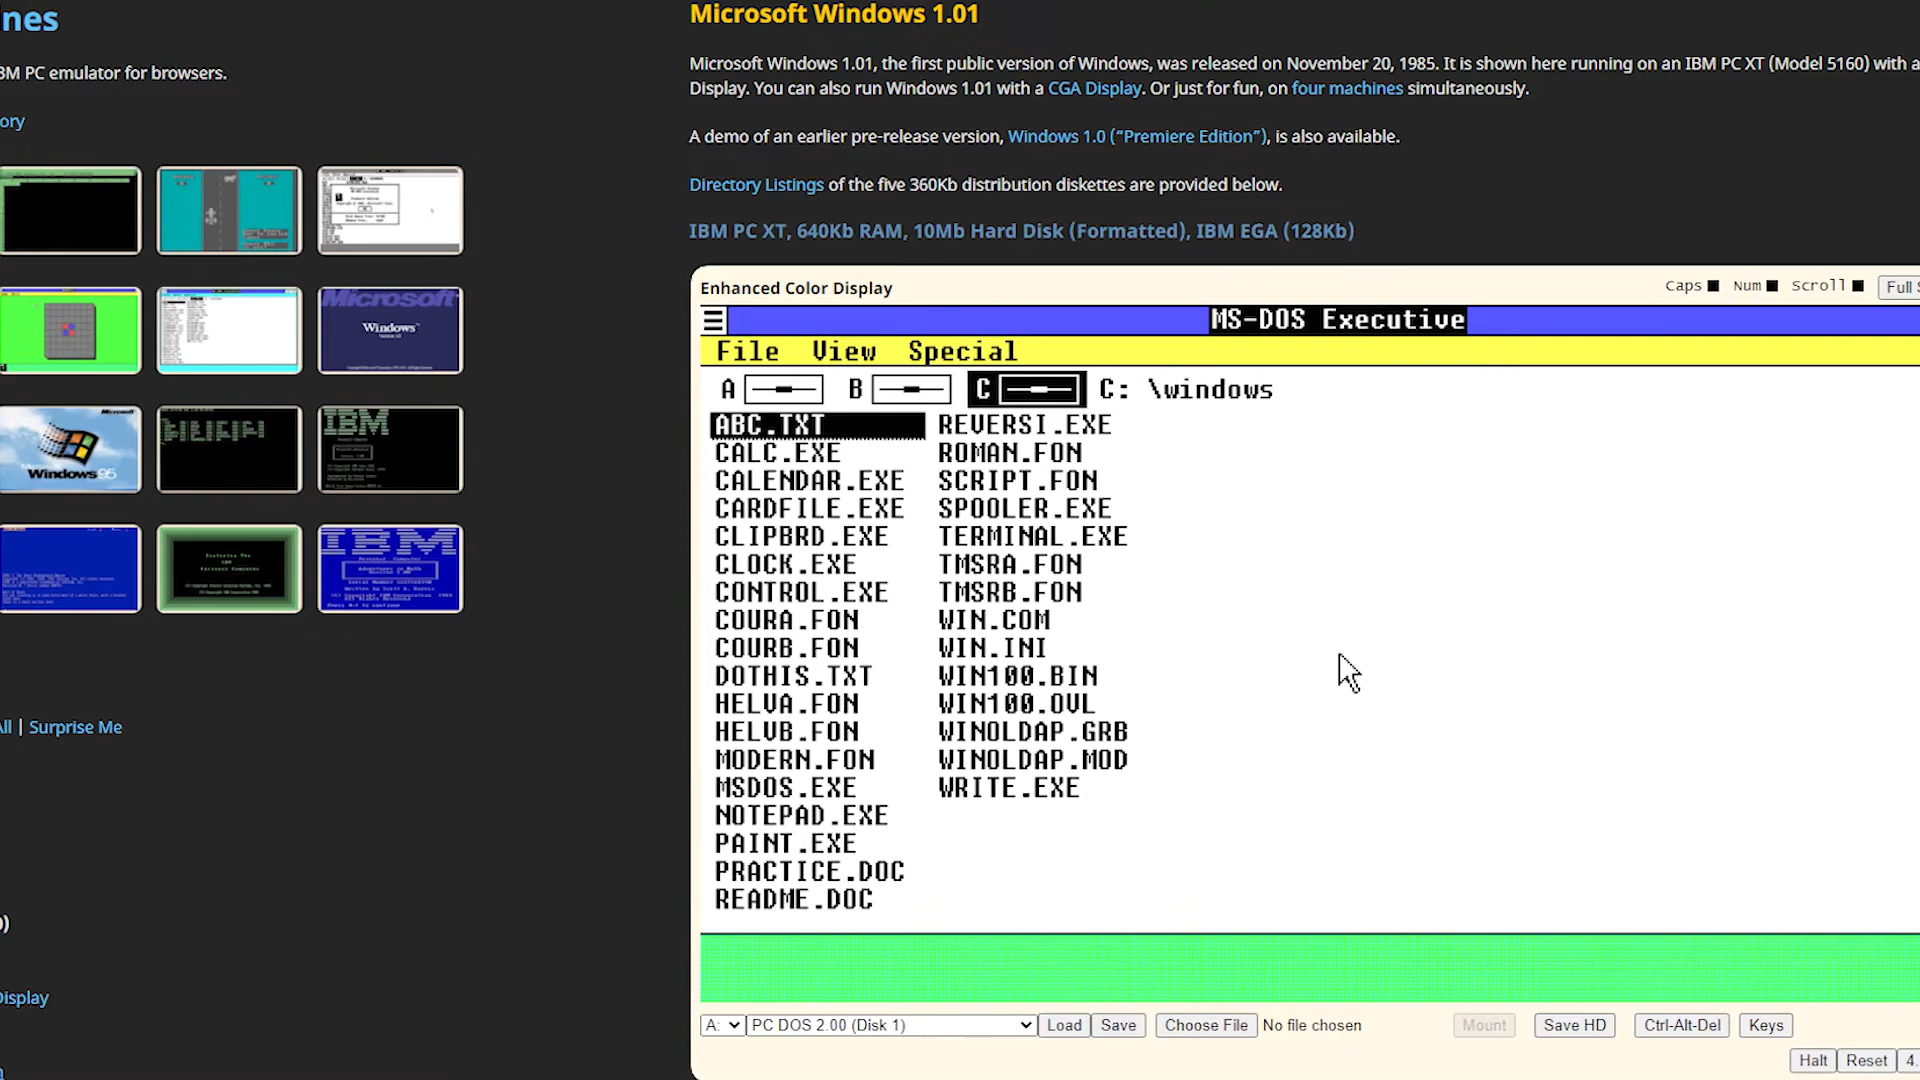 nes
BM PC emulator for browsers.
ory
Microsoft
Windows
Microsoft
Windows 95
IBM
IBM
All | Surprise Me
Display
Microsoft Windows 1.01
Microsoft Windows 1.01, the first public version of Windows, was released on November 20, 1985. It is shown here running on an IBM PC XT (Model 5160) with a
Display. You can also run Windows 1.01 with a CGA Display. Or just for fun, on four machines simultaneously.
A demo of an earlier pre-release version, Windows 1.0 (“Premiere Edition”), is also available.
Directory Listings of the five 360Kb distribution diskettes are provided below.
IBM PC XT, 640Kb RAM, 10Mb Hard Disk (Formatted), IBM EGA (128Kb)
Enhanced Color Display Caps Num Scroll Full S
MS-DOS Executive
File View Special
A B C C: \windows
ABC.TXT REVERSI.EXE
CALC.EXE ROMAN.FON
CALENDAR.EXE SCRIPT.FON
CARDFILE.EXE SPOOLER.EXE
CLIPBRD.EXE TERMINAL.EXE
CLOCK.EXE TMSRA.FON
CONTROL.EXE TMSRB.FON
COURA.FON WIN.COM
COURB.FON WIN.INI
DOTHIS.TXT WIN100.BIN
HELVA.FON WIN100.OVL
HELVB.FON WINOLDAP.GRB
MODERN.FON WINOLDAP.MOD
MSDOS.EXE WRITE.EXE
NOTEPAD.EXE
PAINT.EXE
PRACTICE.DOC
README.DOC
A: PC DOS 2.00 (Disk 1) Load Save Choose File No file chosen Mount Save HD Ctrl-Alt-Del Keys
Halt Reset 4.